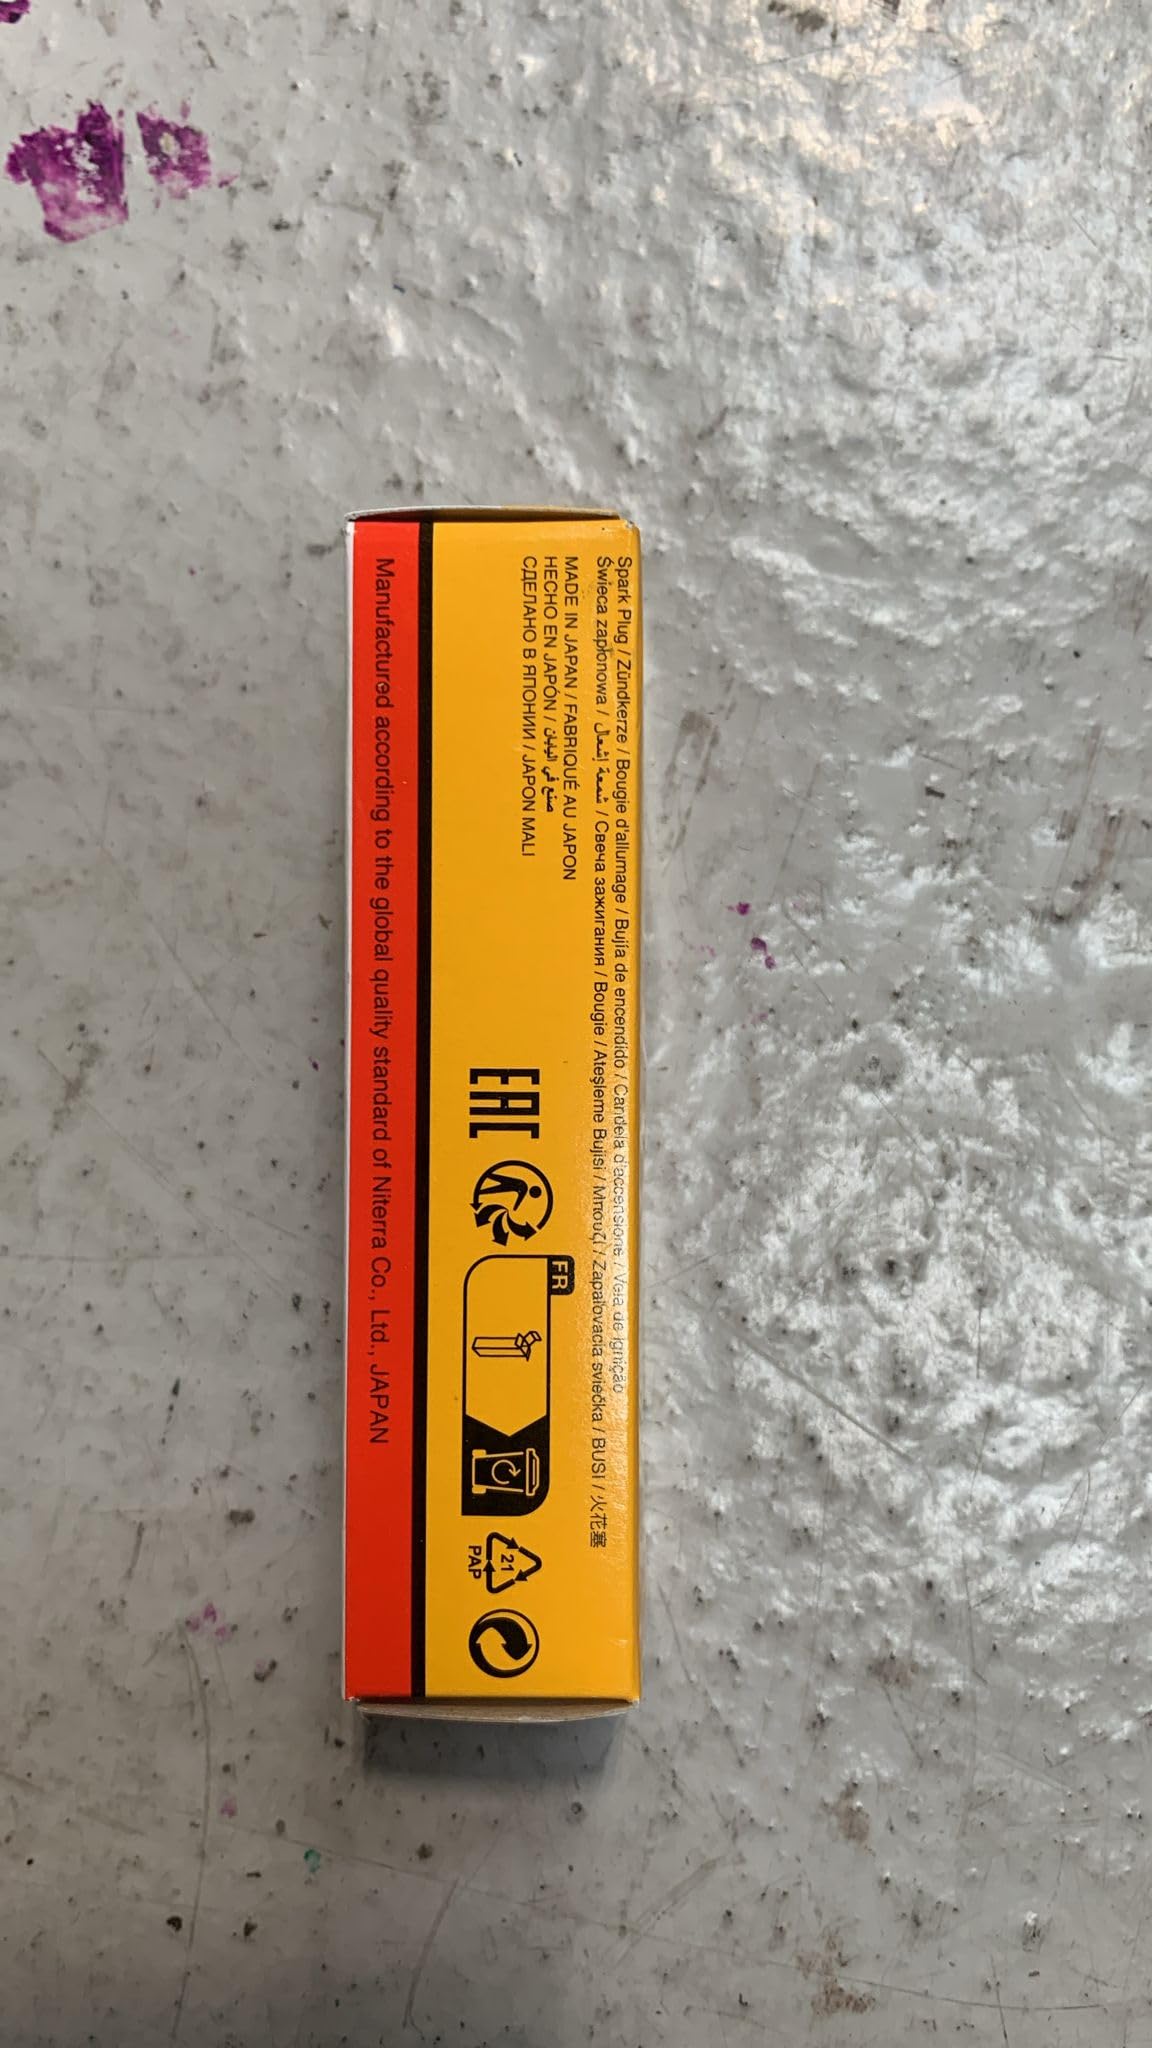 Spark Plug / Zündkerze / Bougie d'allumage / Bujía de encendido / Candela d'accensione / Vela de ignição
Świeca zapłonowa / شمعة إشعال / Свеча зажигания / Bougie / Ateşleme Bujisi / Μπουζί / Zapaľovacia sviečka / BUSI / 火花塞
MADE IN JAPAN / FABRIQUÉ AU JAPON
HECHO EN JAPÓN / صنع في اليابان
СДЕЛАНО В ЯПОНИИ / JAPON MALI
EAC
FR
21
PAP
Manufactured according to the global quality standard of Niterra Co., Ltd., JAPAN